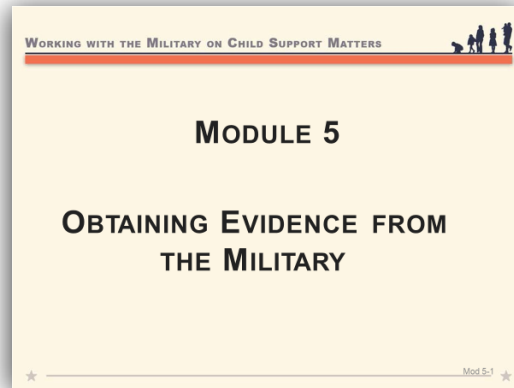 WORKING WITH THE MILITARY ON CHILD SUPPORT MATTERS
MODULE 5
OBTAINING EVIDENCE FROM
THE MILITARY
Mod 5-1